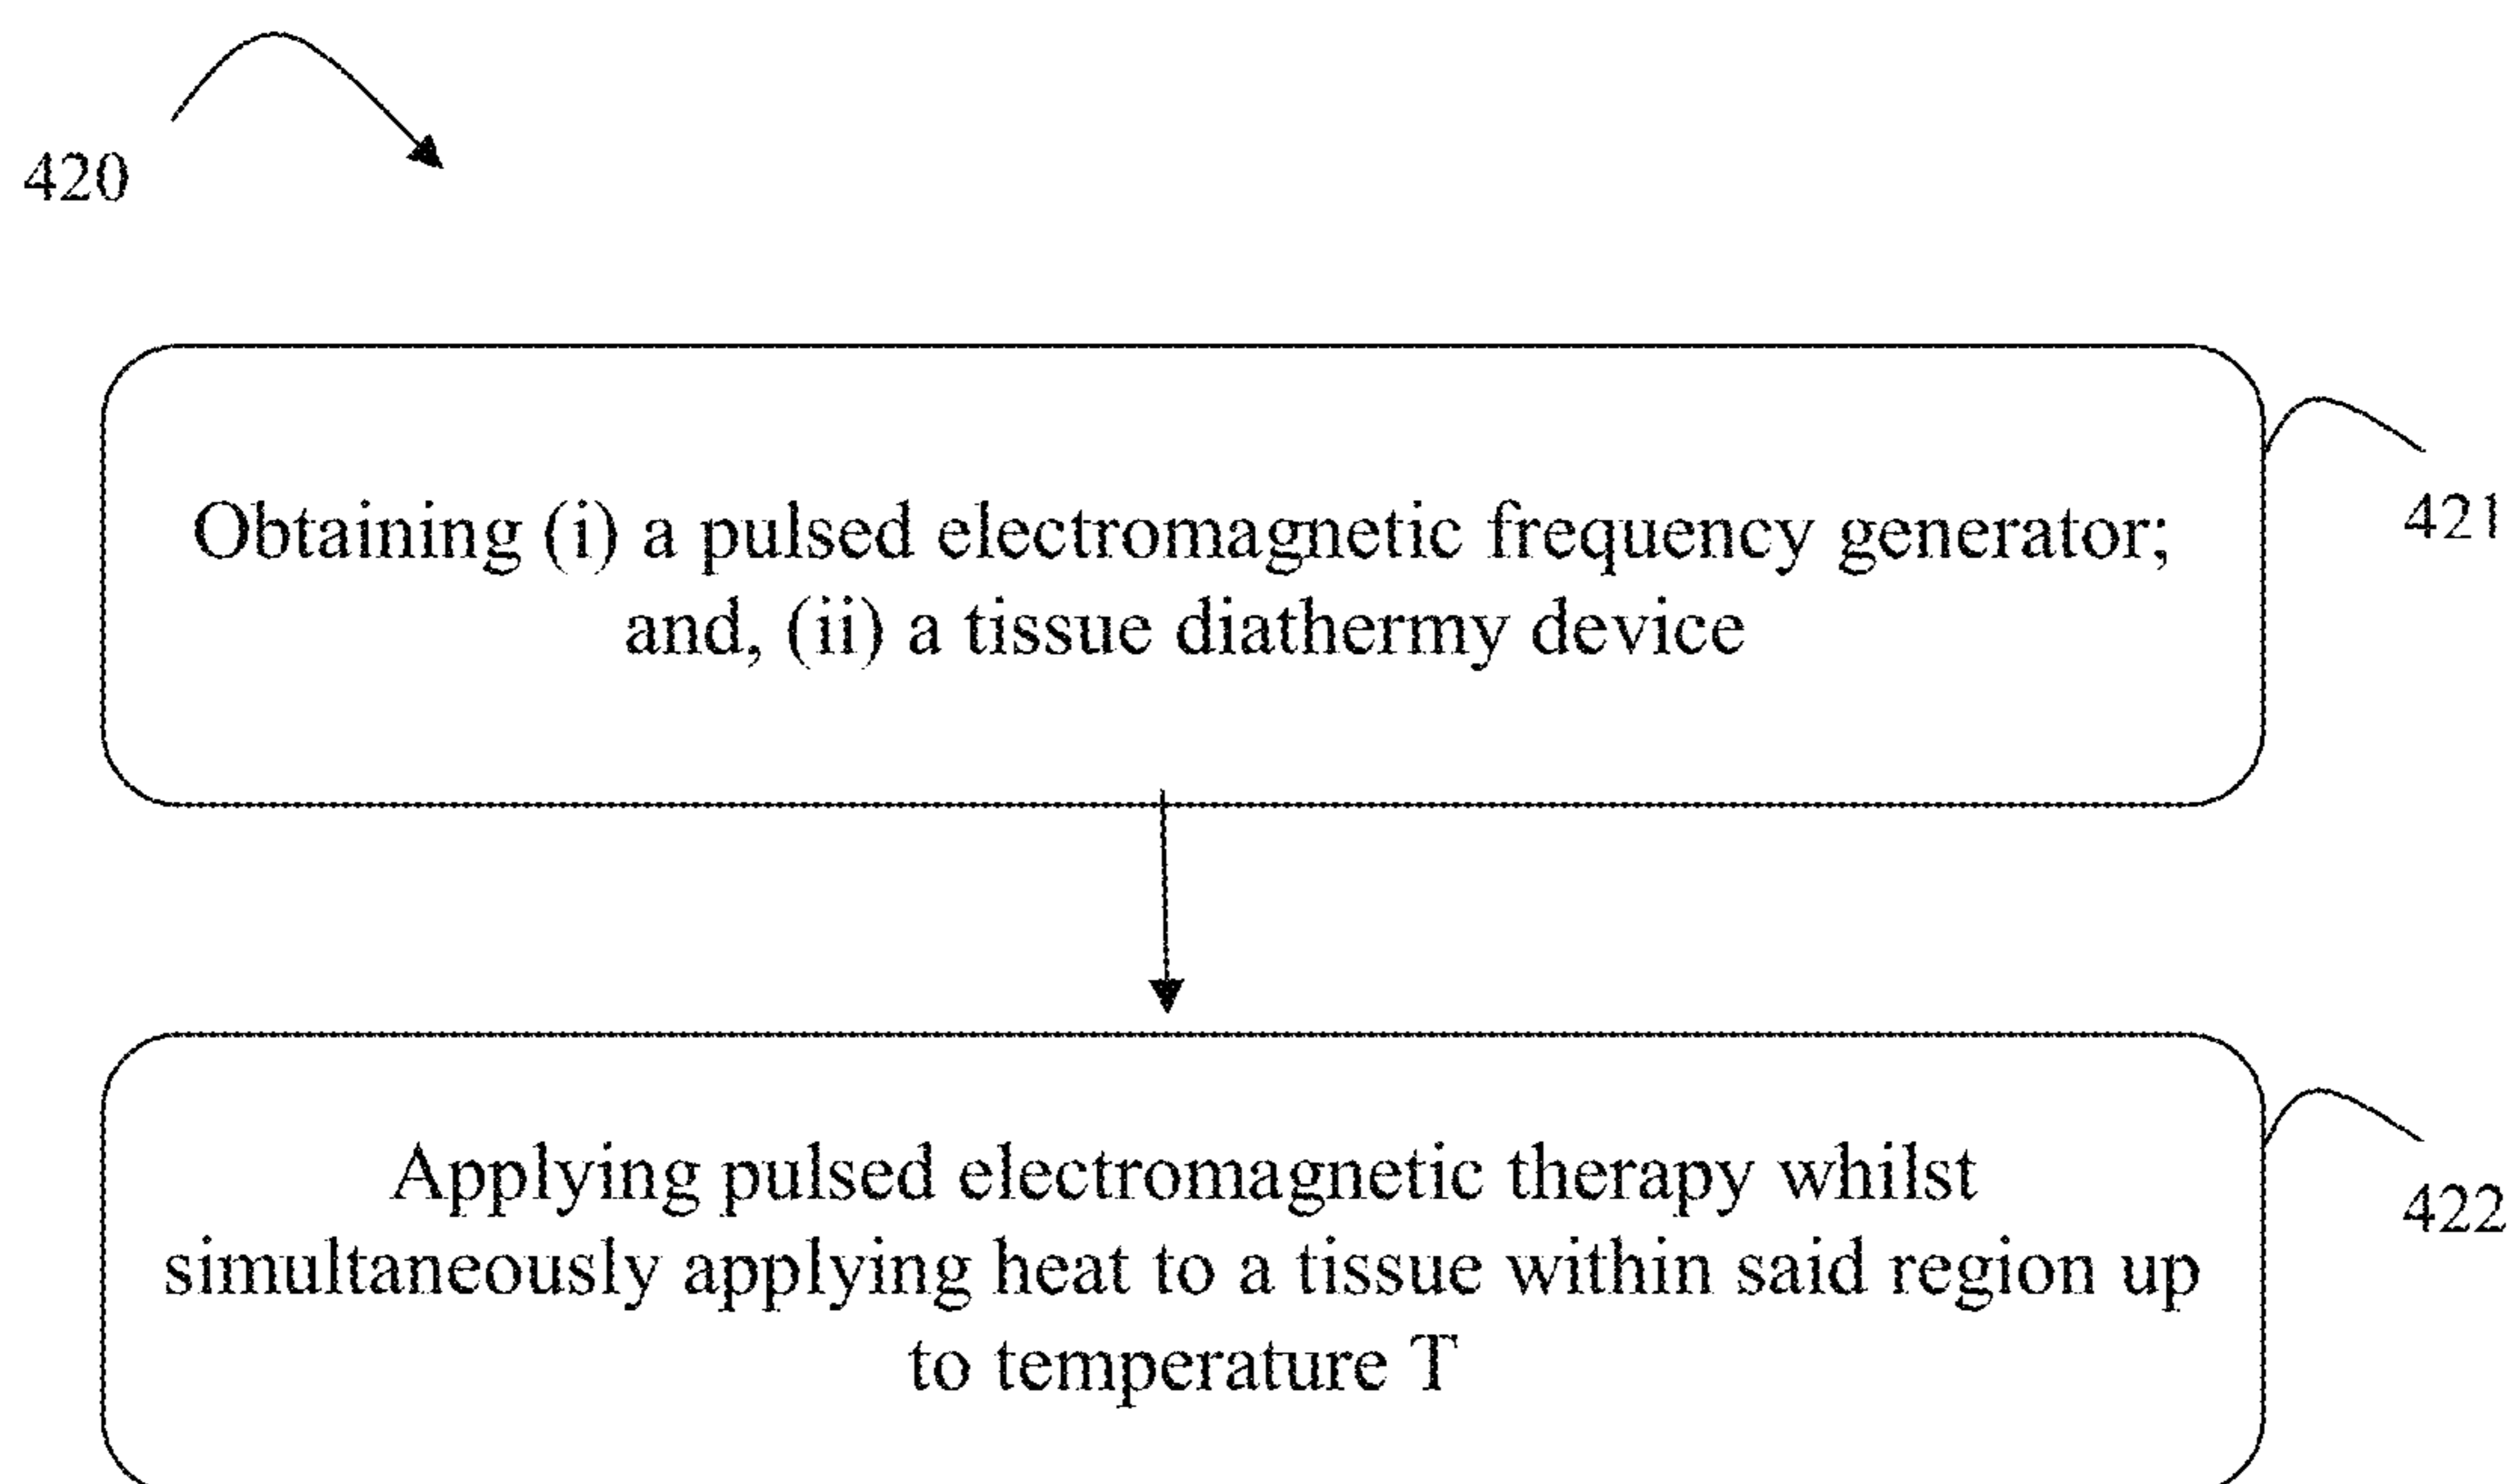 420
Obtaining (i) a pulsed electromagnetic frequency generator;
421
and, (ii) a tissue diathermy device
Applying pulsed electromagnetic therapy whilst
422
simultaneously applying heat to a tissue within said region up
to temperature T